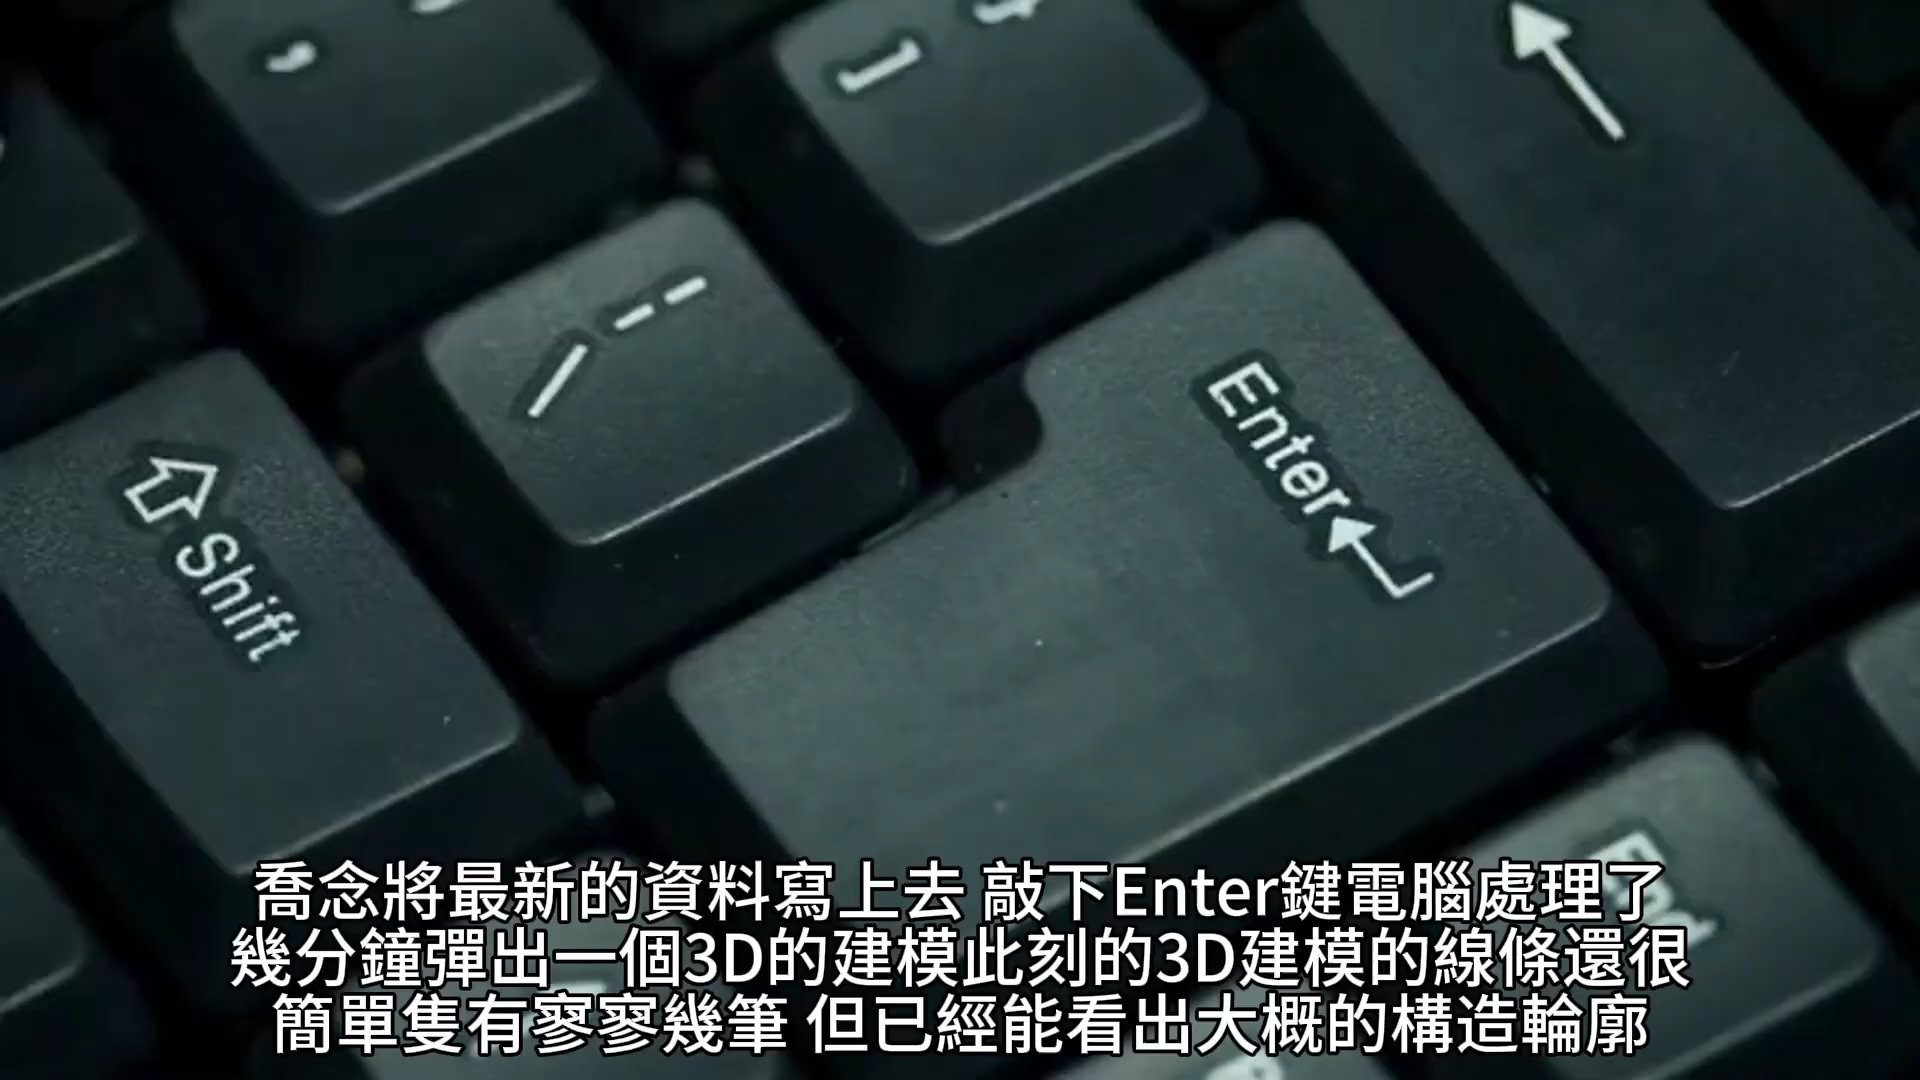 Enter
Shift
End
喬念將最新的資料寫上去 敲下Enter鍵電腦處理了
幾分鐘彈出一個3D的建模此刻的3D建模的線條還很
簡單隻有寥寥幾筆 但已經能看出大概的構造輪廓